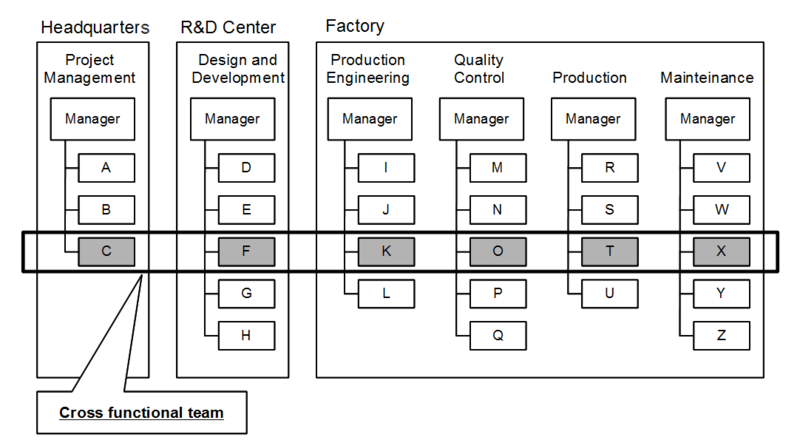 Headquarters
R&D Center
Factory
Project
Management
Design and
Development
Production
Engineering
Quality
Control
Production
Mainteinance
Manager
Manager
Manager
Manager
Manager
Manager
A
D
I
M
R
V
B
E
J
N
S
W
C
F
K
O
T
X
G
L
P
U
Y
H
Q
Z
Cross functional team